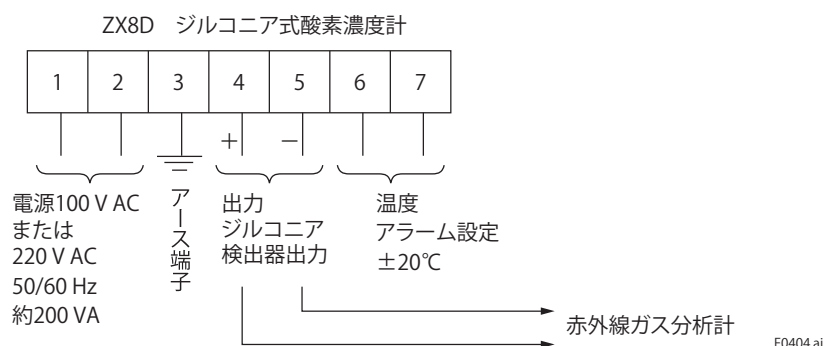 ZX8D ジルコニア式酸素濃度計
1 2 3 4 5 6 7
+ −
電源100 V AC
または
220 V AC
50/60 Hz
約200 VA
アース端子
出力
ジルコニア
検出器出力
温度
アラーム設定
±20℃
赤外線ガス分析計
F0404.ai